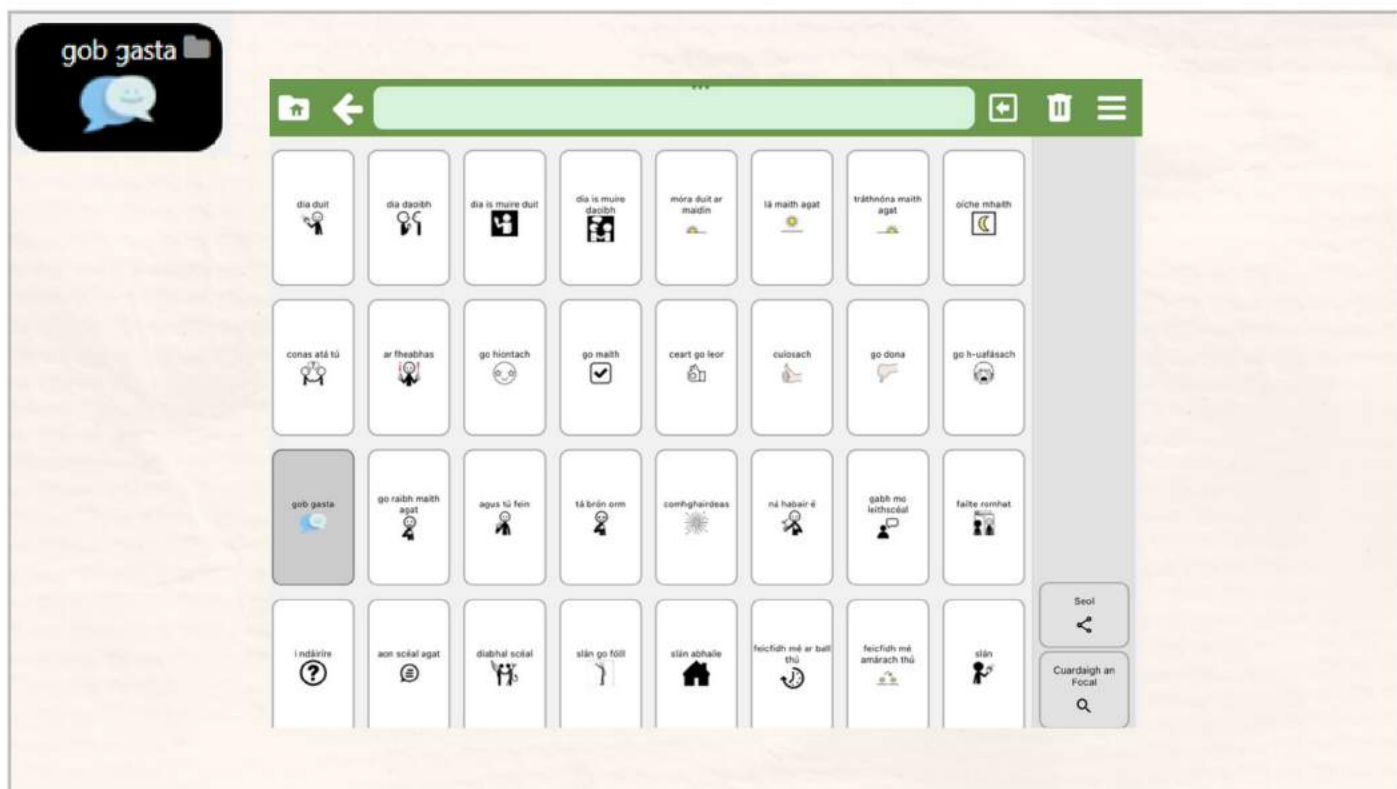 gob gasta
dia duit
dia daoibh
dia is muire duit
dia is muire
daoibh
móra duit ar
maidin
lá maith agat
tráthnóna maith
agat
oíche mhaith
conas atá tú
ar fheabhas
go hiontach
go maith
ceart go leor
cuíosach
go dona
go h-uafásach
gob gasta
go raibh maith
agat
agus tú féin
tá brón orm
comhghairdeas
ná habair é
gabh mo
leithscéal
failte romhat
i ndáiríre
aon scéal agat
diabhal scéal
slán go fóill
slán abhaile
feicfidh mé ar ball
thú
feicfidh mé
amárach thú
slán
Seol
Cuardaigh an
Focal